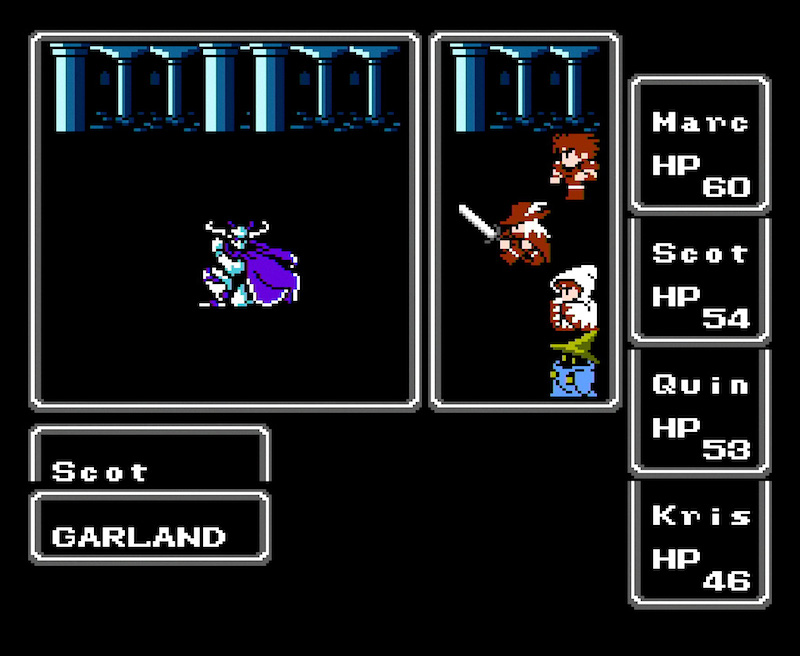 Marc
HP
60
Scot
HP
54
Quin
HP
53
Kris
HP
46
Scot
GARLAND